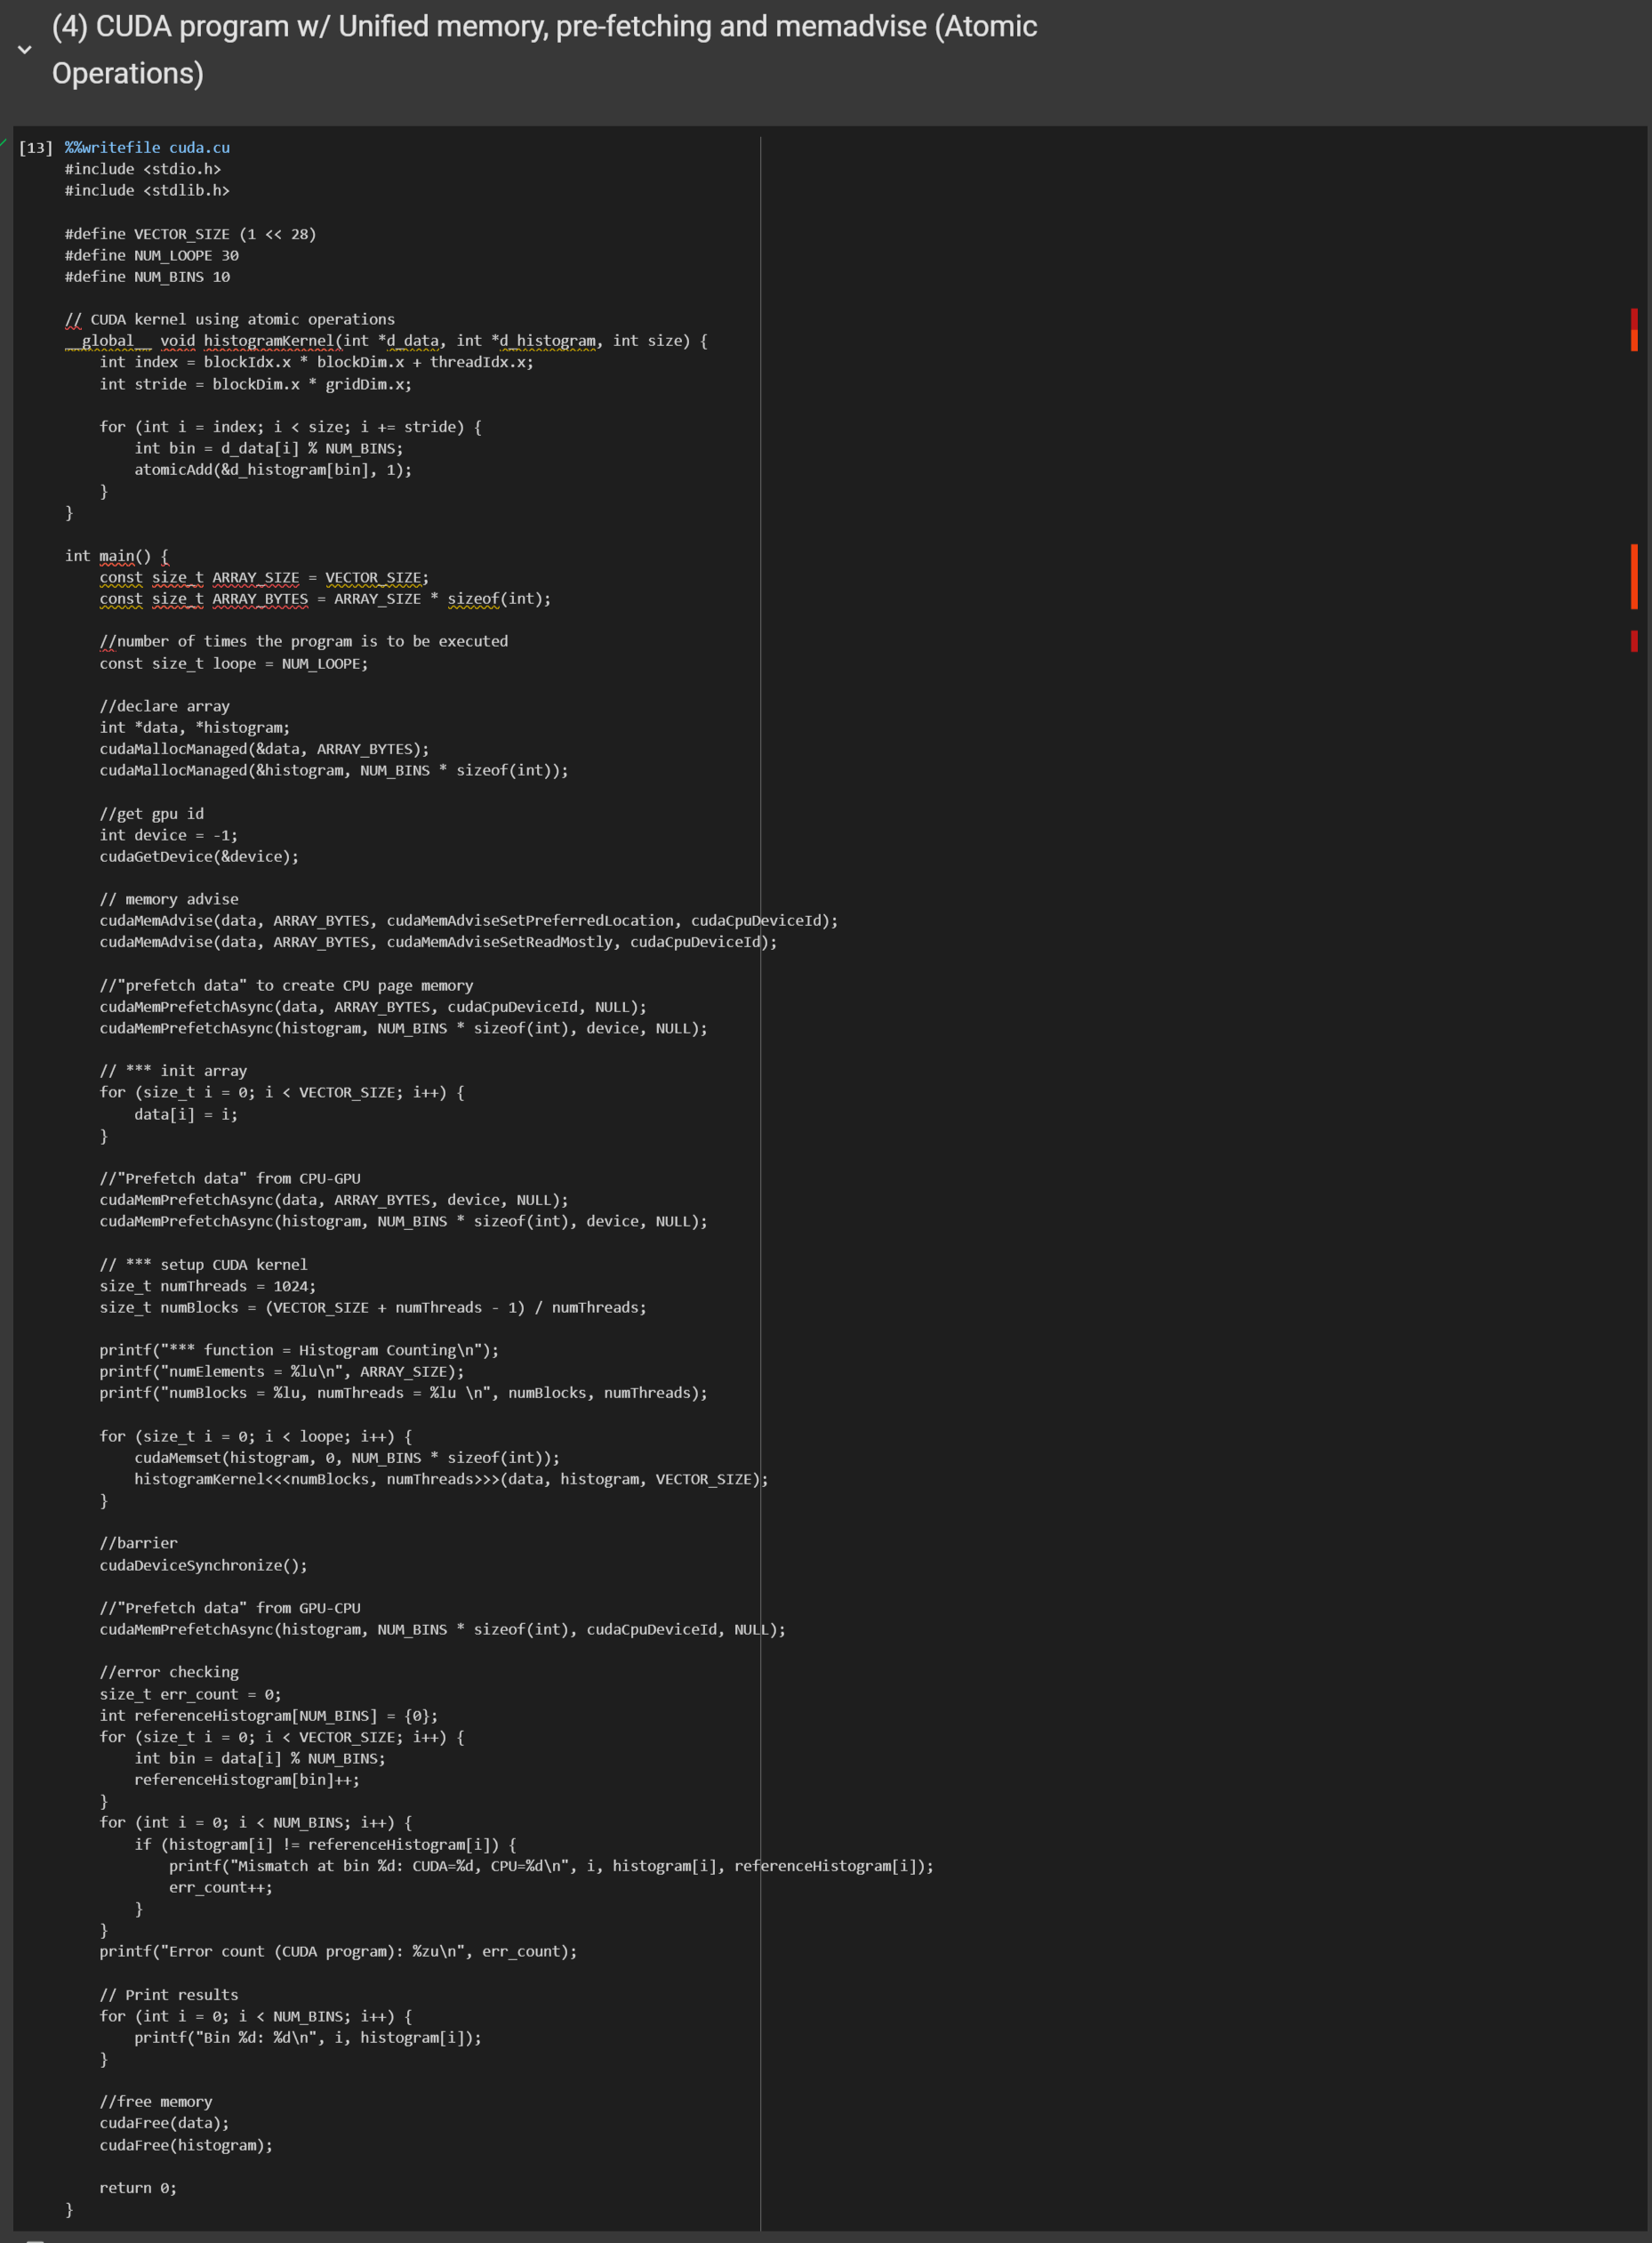 (4) CUDA program w/ Unified memory, pre-fetching and memadvise (Atomic
Operations)
[13] %%writefile cuda.cu
#include <stdio.h>
#include <stdlib.h>
#define VECTOR_SIZE (1 << 28)
#define NUM_LOOPE 30
#define NUM_BINS 10
// CUDA kernel using atomic operations
__global__ void histogramKernel(int *d_data, int *d_histogram, int size) {
    int index = blockIdx.x * blockDim.x + threadIdx.x;
    int stride = blockDim.x * gridDim.x;
    for (int i = index; i < size; i += stride) {
        int bin = d_data[i] % NUM_BINS;
        atomicAdd(&d_histogram[bin], 1);
    }
}
int main() {
    const size_t ARRAY_SIZE = VECTOR_SIZE;
    const size_t ARRAY_BYTES = ARRAY_SIZE * sizeof(int);
    //number of times the program is to be executed
    const size_t loope = NUM_LOOPE;
    //declare array
    int *data, *histogram;
    cudaMallocManaged(&data, ARRAY_BYTES);
    cudaMallocManaged(&histogram, NUM_BINS * sizeof(int));
    //get gpu id
    int device = -1;
    cudaGetDevice(&device);
    // memory advise
    cudaMemAdvise(data, ARRAY_BYTES, cudaMemAdviseSetPreferredLocation, cudaCpuDeviceId);
    cudaMemAdvise(data, ARRAY_BYTES, cudaMemAdviseSetReadMostly, cudaCpuDeviceId);
    //"prefetch data" to create CPU page memory
    cudaMemPrefetchAsync(data, ARRAY_BYTES, cudaCpuDeviceId, NULL);
    cudaMemPrefetchAsync(histogram, NUM_BINS * sizeof(int), device, NULL);
    // *** init array
    for (size_t i = 0; i < VECTOR_SIZE; i++) {
        data[i] = i;
    }
    //"Prefetch data" from CPU-GPU
    cudaMemPrefetchAsync(data, ARRAY_BYTES, device, NULL);
    cudaMemPrefetchAsync(histogram, NUM_BINS * sizeof(int), device, NULL);
    // *** setup CUDA kernel
    size_t numThreads = 1024;
    size_t numBlocks = (VECTOR_SIZE + numThreads - 1) / numThreads;
    printf("*** function = Histogram Counting\n");
    printf("numElements = %lu\n", ARRAY_SIZE);
    printf("numBlocks = %lu, numThreads = %lu \n", numBlocks, numThreads);
    for (size_t i = 0; i < loope; i++) {
        cudaMemset(histogram, 0, NUM_BINS * sizeof(int));
        histogramKernel<<<numBlocks, numThreads>>>(data, histogram, VECTOR_SIZE);
    }
    //barrier
    cudaDeviceSynchronize();
    //"Prefetch data" from GPU-CPU
    cudaMemPrefetchAsync(histogram, NUM_BINS * sizeof(int), cudaCpuDeviceId, NULL);
    //error checking
    size_t err_count = 0;
    int referenceHistogram[NUM_BINS] = {0};
    for (size_t i = 0; i < VECTOR_SIZE; i++) {
        int bin = data[i] % NUM_BINS;
        referenceHistogram[bin]++;
    }
    for (int i = 0; i < NUM_BINS; i++) {
        if (histogram[i] != referenceHistogram[i]) {
            printf("Mismatch at bin %d: CUDA=%d, CPU=%d\n", i, histogram[i], referenceHistogram[i]);
            err_count++;
        }
    }
    printf("Error count (CUDA program): %zu\n", err_count);
    // Print results
    for (int i = 0; i < NUM_BINS; i++) {
        printf("Bin %d: %d\n", i, histogram[i]);
    }
    //free memory
    cudaFree(data);
    cudaFree(histogram);
    return 0;
}